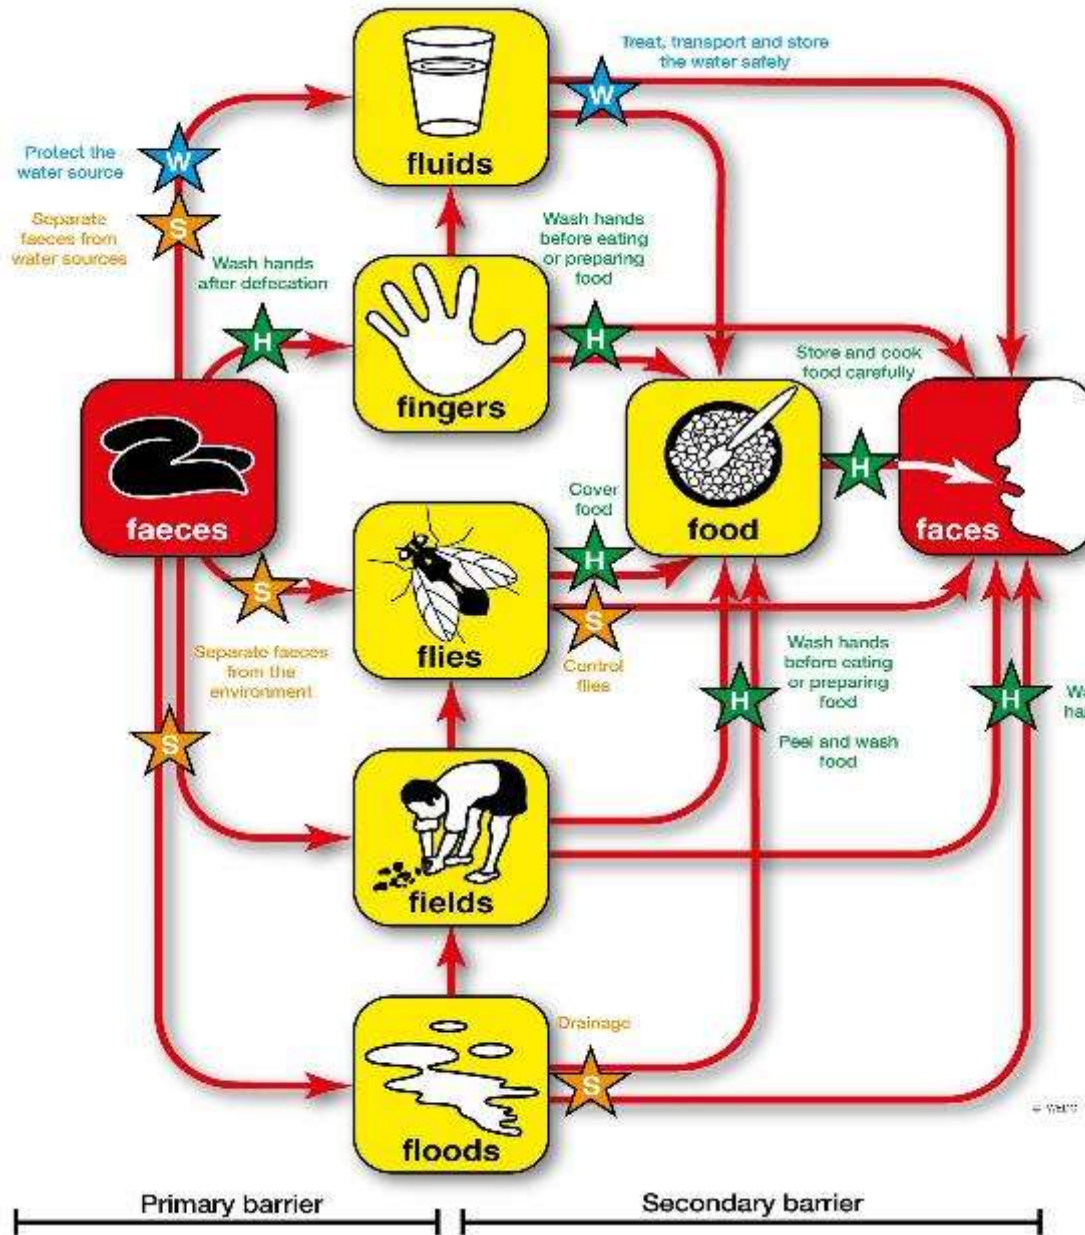 Treat, transport and store
the water safely
W
fluids
Protect the
water source
W
Separate
faeces from
water sources
S
Wash hands
after defecation
H
Wash hands
before eating
or preparing
food
H
fingers
Store and cook
food carefully
H
faeces
food
faces
Cover
food
H
S
flies
S
Control
flies
Separate faeces
from the
environment
S
Wash hands
before eating
or preparing
food
H
Peel and wash
food
H
fields
Drainage
S
floods
Primary barrier
Secondary barrier